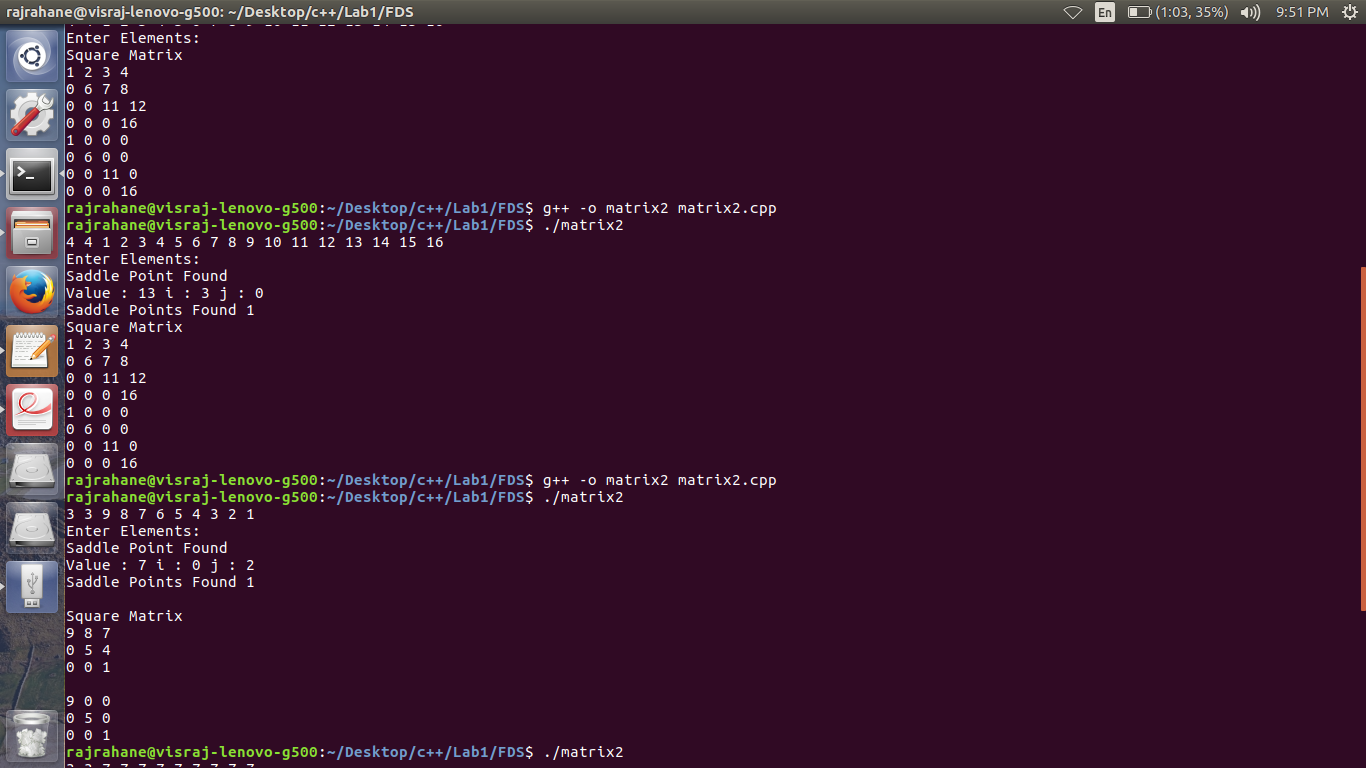 rajrahane@visraj-lenovo-g500: ~/Desktop/c++/Lab1/FDS En (1:03, 35%) 9:51 PM
Enter Elements:
Square Matrix
1 2 3 4
0 6 7 8
0 0 11 12
0 0 0 16
1 0 0 0
0 6 0 0
0 0 11 0
0 0 0 16
rajrahane@visraj-lenovo-g500:~/Desktop/c++/Lab1/FDS$ g++ -o matrix2 matrix2.cpp
rajrahane@visraj-lenovo-g500:~/Desktop/c++/Lab1/FDS$ ./matrix2
4 4 1 2 3 4 5 6 7 8 9 10 11 12 13 14 15 16
Enter Elements:
Saddle Point Found
Value : 13 i : 3 j : 0
Saddle Points Found 1
Square Matrix
1 2 3 4
0 6 7 8
0 0 11 12
0 0 0 16
1 0 0 0
0 6 0 0
0 0 11 0
0 0 0 16
rajrahane@visraj-lenovo-g500:~/Desktop/c++/Lab1/FDS$ g++ -o matrix2 matrix2.cpp
rajrahane@visraj-lenovo-g500:~/Desktop/c++/Lab1/FDS$ ./matrix2
3 3 9 8 7 6 5 4 3 2 1
Enter Elements:
Saddle Point Found
Value : 7 i : 0 j : 2
Saddle Points Found 1
Square Matrix
9 8 7
0 5 4
0 0 1
9 0 0
0 5 0
0 0 1
rajrahane@visraj-lenovo-g500:~/Desktop/c++/Lab1/FDS$ ./matrix2